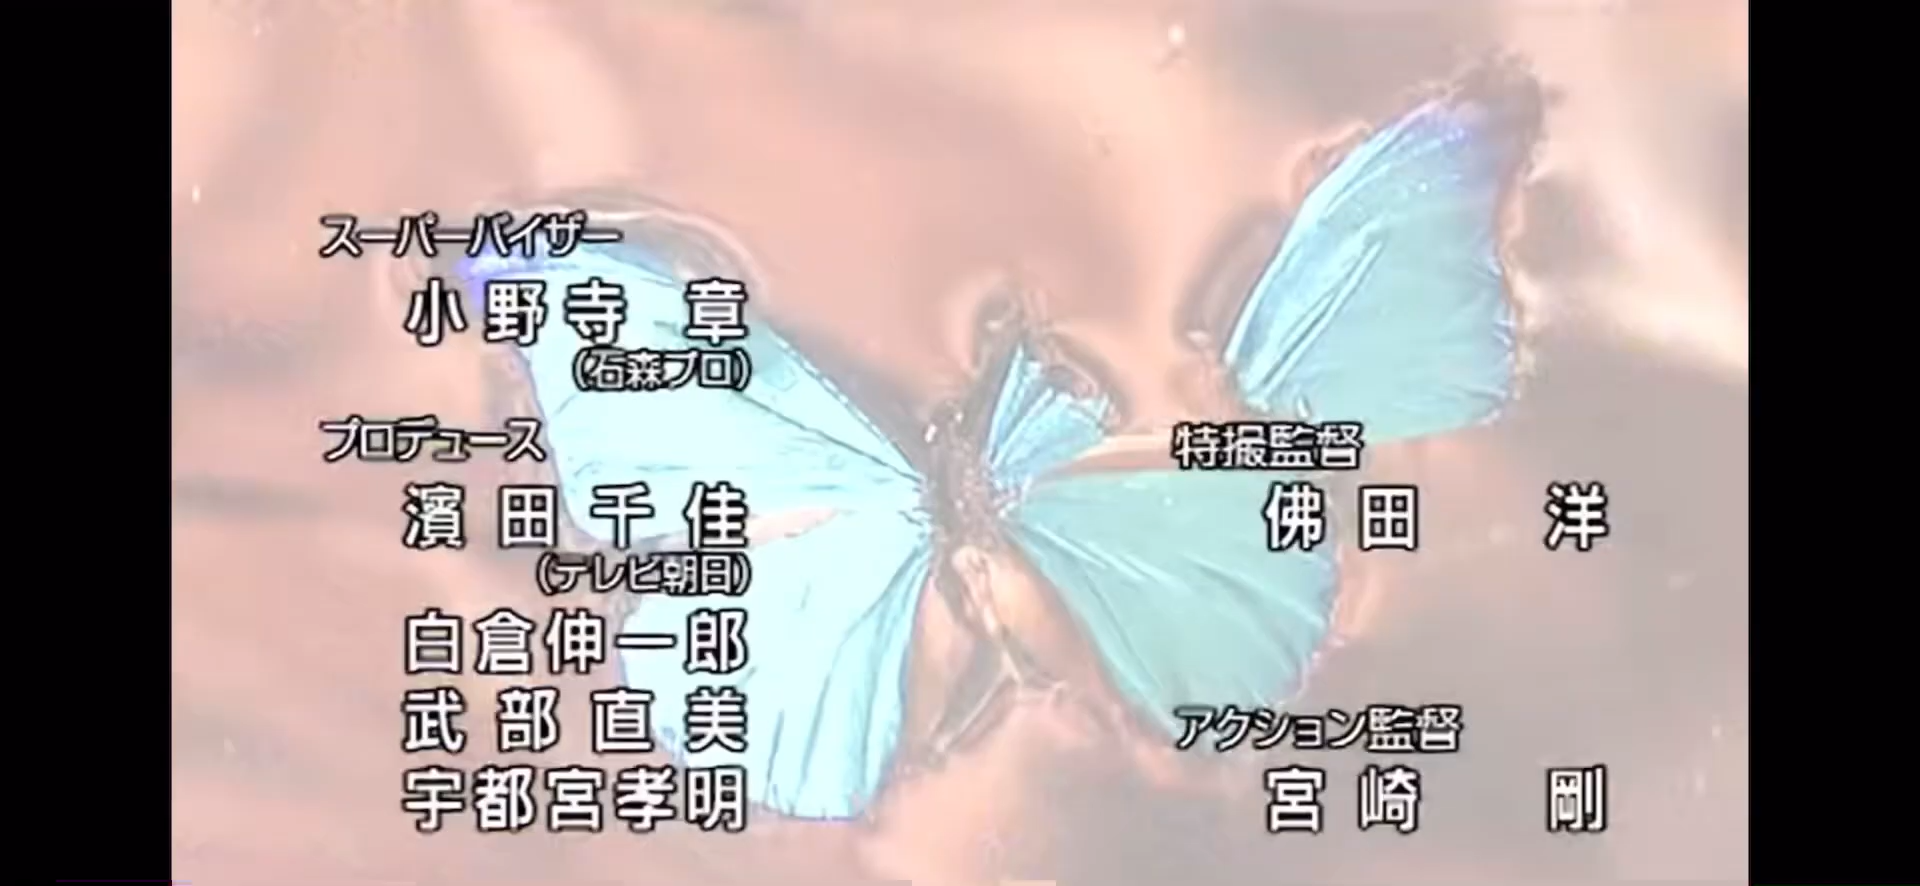 スーパーバイザー
小野寺 章
(石森プロ)
プロデュース
濱田千佳
(テレビ朝日)
白倉伸一郎
武部直美
宇都宮孝明
特撮監督
佛田 洋
アクション監督
宮崎 剛